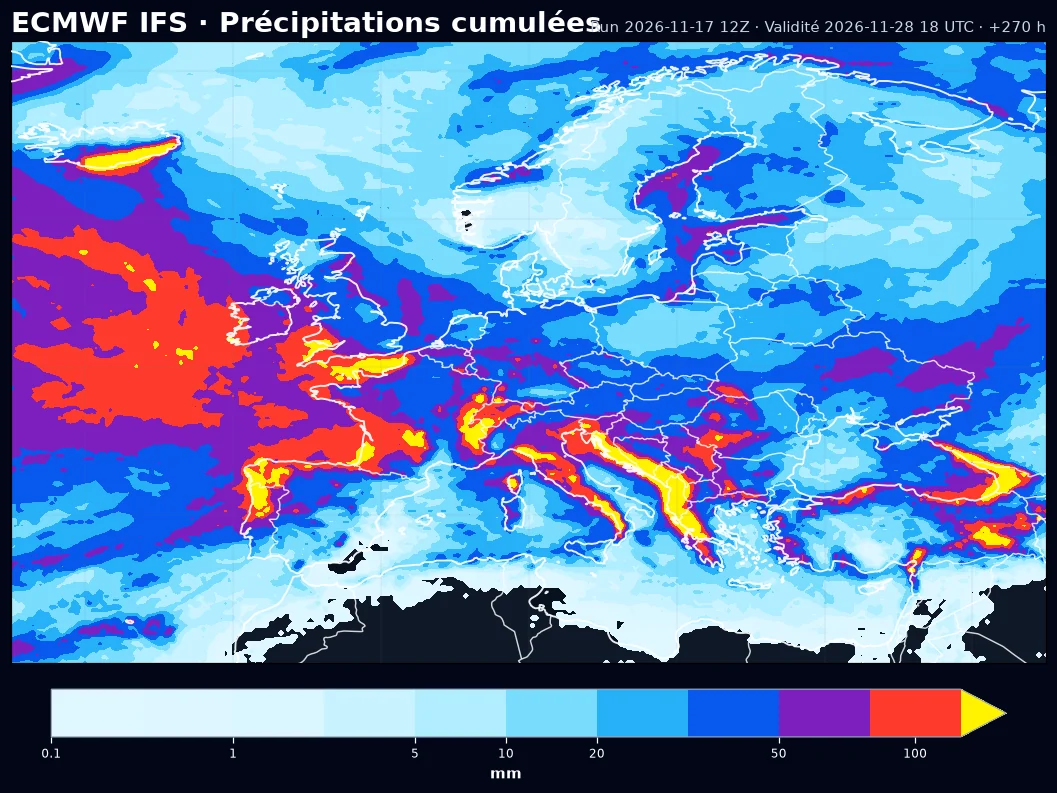 ECMWF IFS · Précipitations cumulées
Run 2026-11-17 12Z · Validité 2026-11-28 18 UTC · +270 h
0.1 1 5 10 20 50 100
mm